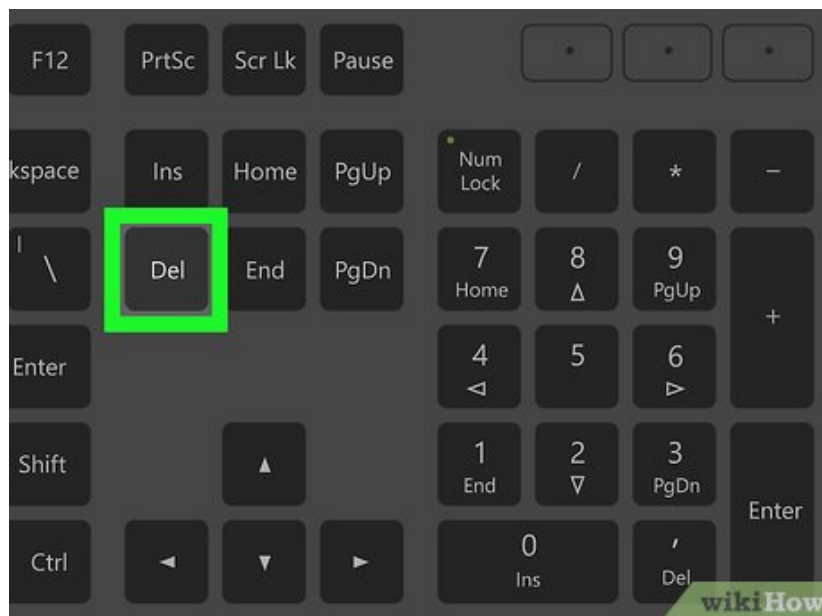 F12 PrtSc Scr Lk Pause
kspace Ins Home PgUp Num Lock / * −
| \ Del End PgDn 7 Home 8 9 PgUp +
Enter 4 5 6
Shift 1 End 2 3 PgDn Enter
Ctrl 0 Ins ′ Del
wikiHow